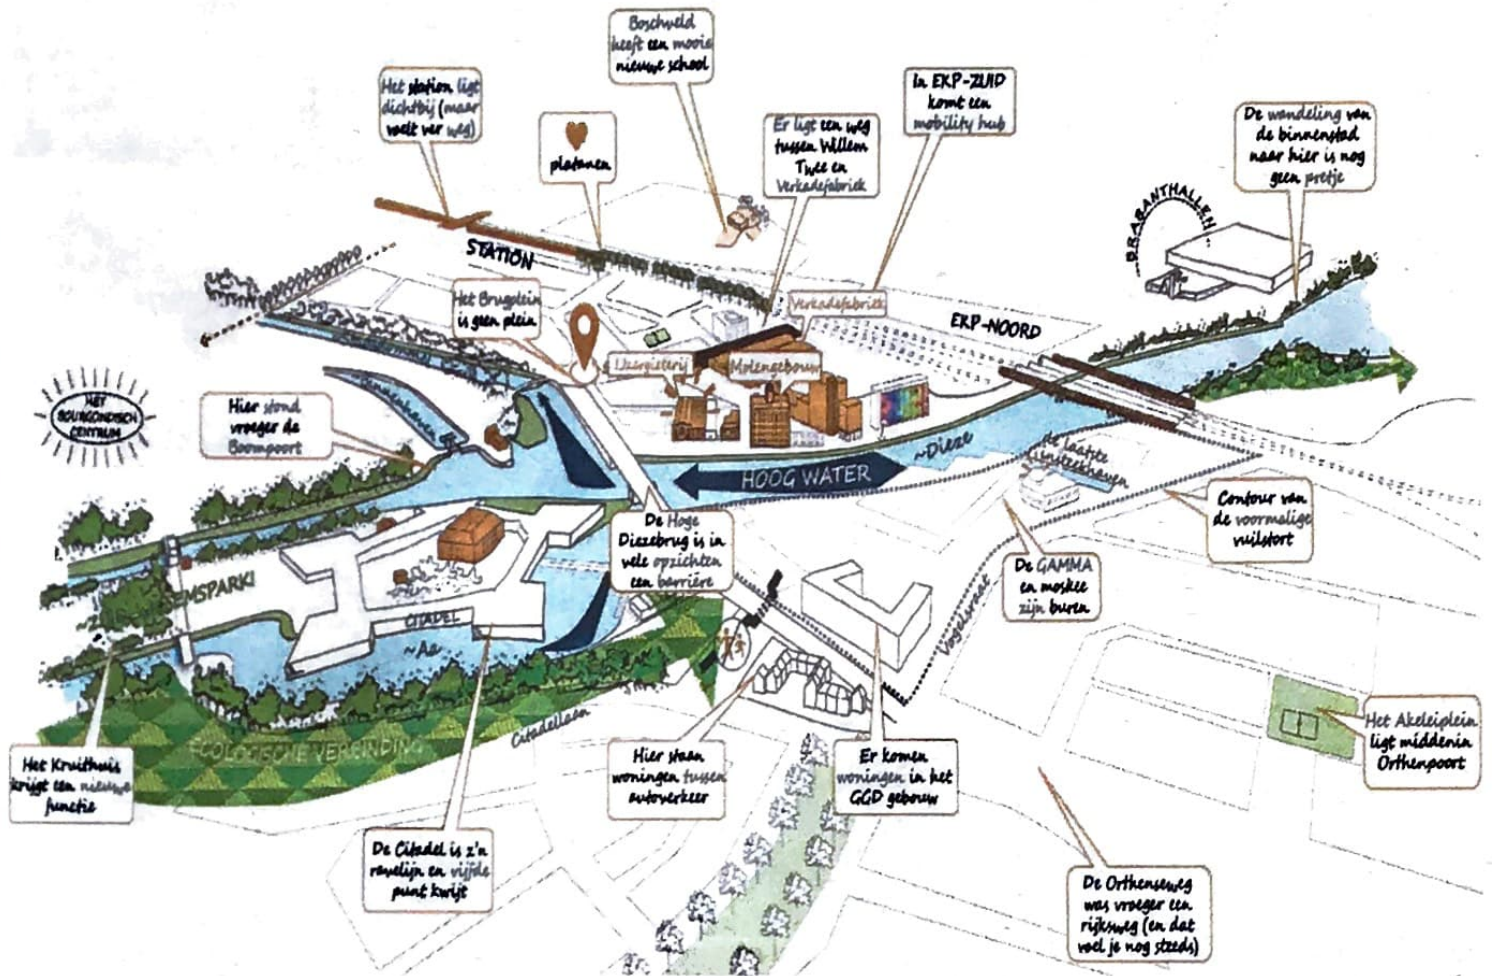 Boschveld
heeft een mooie
nieuwe school
Het station ligt
dichtbij (maar
voelt ver weg)
platanen
Er ligt een weg
tussen Willem
Twee en
Verkadefabriek
In EKP-ZUID
komt een
mobility hub
De wandeling van
de binnenstad
naar hier is nog
geen pretje
BRABANTHALLEN
STATION
Het Brugplein
is geen plein
Verkadefabriek
EKP-NOORD
IJzergieterij
Molengebouw
HET
BOURGONDISCH
CENTRUM
Binnenhaven
Hier stond
vroeger de
Boompoort
~Dieze
HOOG WATER
de laatste
insteekhaven
Contour van
de voormalige
vuilstort
De Hoge
Diezebrug is in
vele opzichten
een barrière
De GAMMA
en moskee
zijn buren
SEMSPARK
CITADEL
~Aa
Vogelstraat
Citadellaan
ECOLOGISCHE VERBINDING
Het Kruithuis
krijgt een nieuwe
functie
Hier staan
woningen tussen
autoverkeer
Er komen
woningen in het
GGD gebouw
Het Akeleiplein
ligt middenin
Orthenpoort
De Citadel is z'n
ravelijn en vijfde
punt kwijt
De Orthenseweg
was vroeger een
rijksweg (en dat
voel je nog steeds)